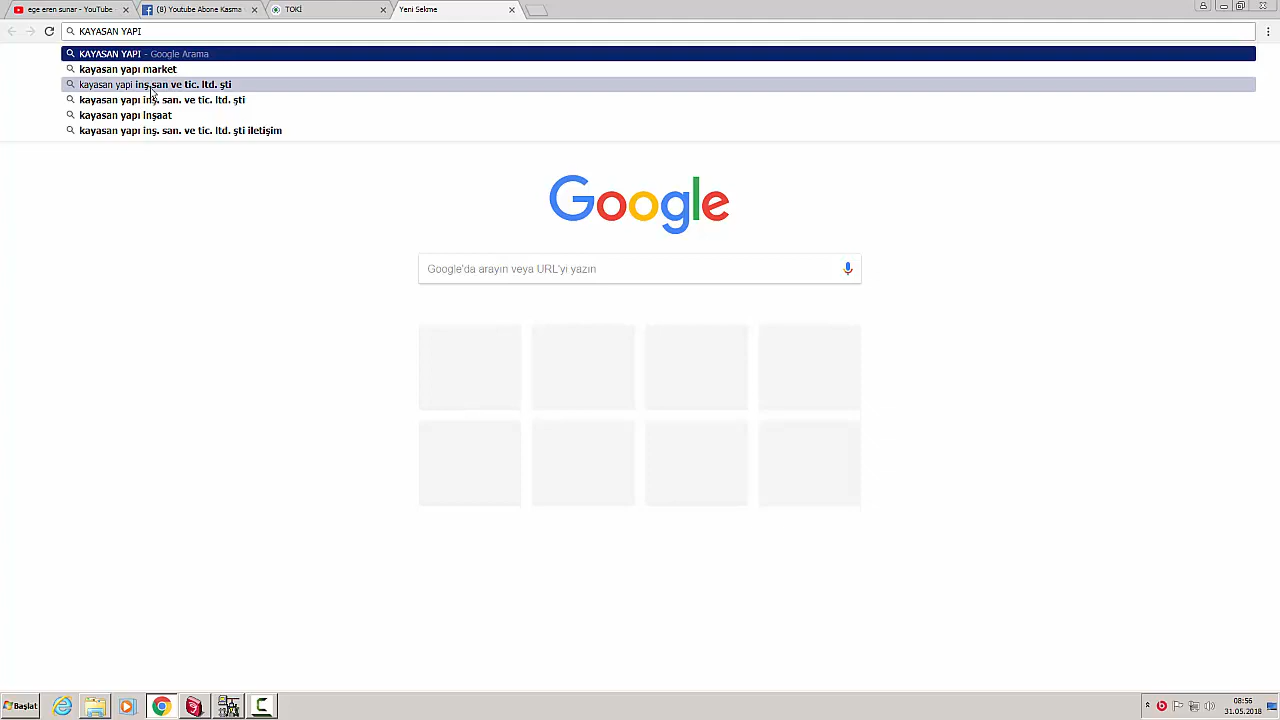 ege eren sunar - YouTube
(8) Youtube Abone Kasma
TOKİ
Yeni Sekme
KAYASAN YAPI
KAYASAN YAPI - Google Arama
kayasan yapı market
kayasan yapi inş san ve tic. ltd. şti
kayasan yapı inş. san. ve tic. ltd. şti
kayasan yapı inşaat
kayasan yapı inş. san. ve tic. ltd. şti iletişim
Google
Google'da arayın veya URL'yi yazın
Başlat
08:56
31.05.2018